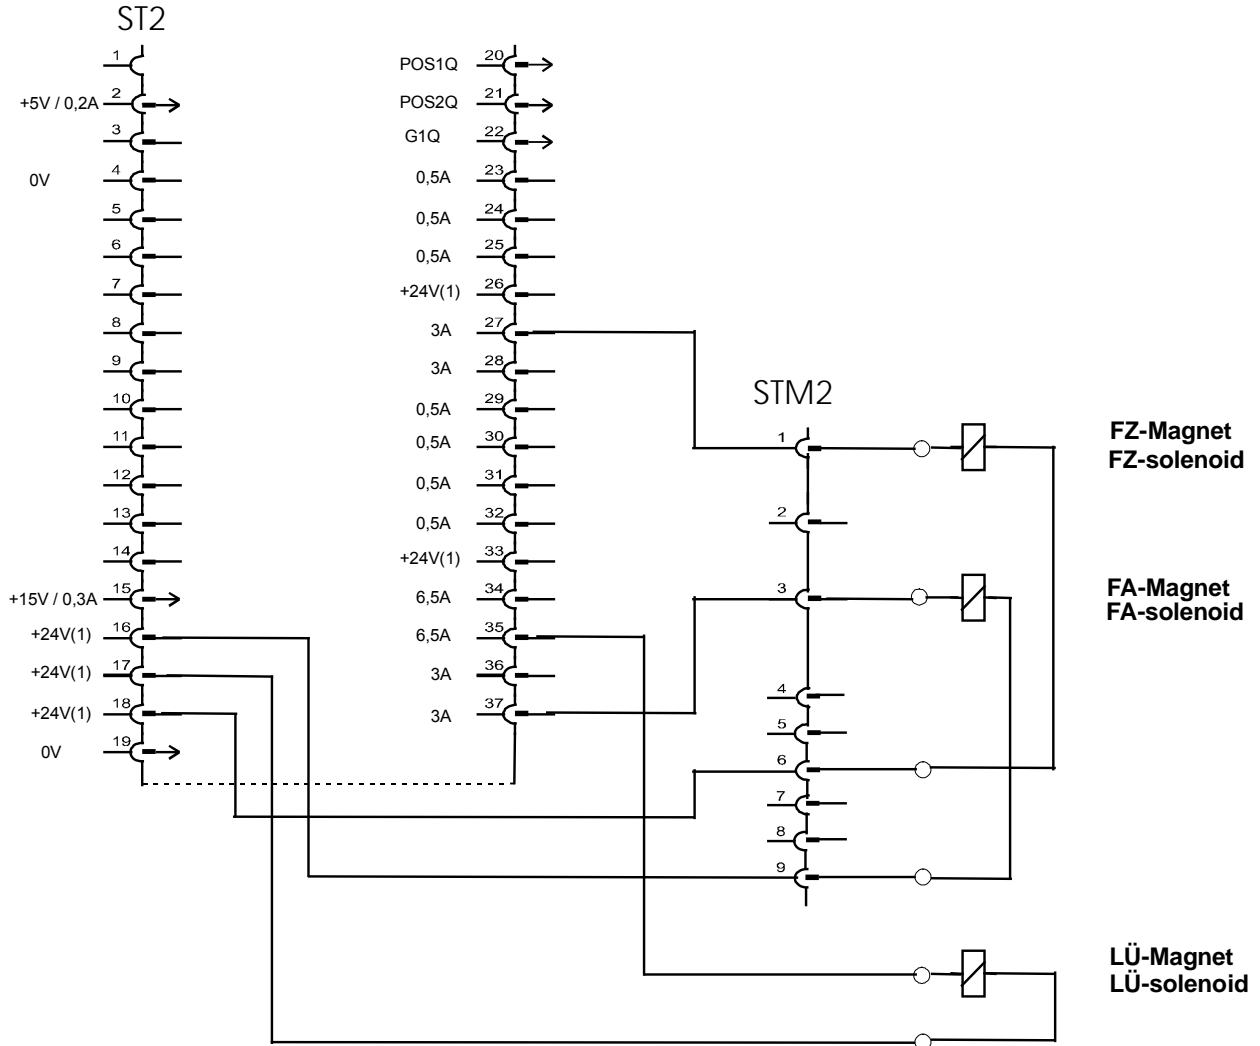 ST2
1
+5V / 0,2A 2
3
0V 4
5
6
7
8
9
10
11
12
13
14
+15V / 0,3A 15
+24V(1) 16
+24V(1) 17
+24V(1) 18
0V 19
POS1Q 20
POS2Q 21
G1Q 22
0,5A 23
0,5A 24
0,5A 25
+24V(1) 26
3A 27
3A 28
0,5A 29
0,5A 30
0,5A 31
0,5A 32
+24V(1) 33
6,5A 34
6,5A 35
3A 36
3A 37
STM2
1
2
3
4
5
6
7
8
9
FZ-Magnet
FZ-solenoid
FA-Magnet
FA-solenoid
LÜ-Magnet
LÜ-solenoid